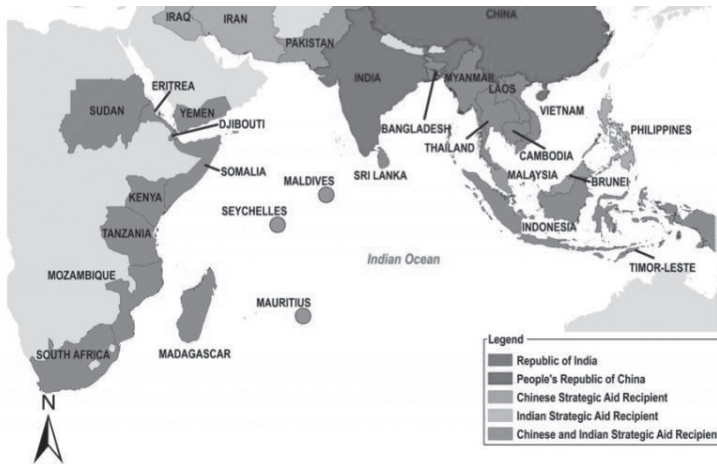 CHINA
IRAQ
IRAN
PAKISTAN
INDIA
MYANMAR
LAOS
ERITREA
SUDAN
YEMEN
DJIBOUTI
BANGLADESH
VIETNAM
THAILAND
CAMBODIA
PHILIPPINES
SOMALIA
SRI LANKA
MALAYSIA
BRUNEI
MALDIVES
KENYA
SEYCHELLES
TANZANIA
INDONESIA
Indian Ocean
TIMOR-LESTE
MOZAMBIQUE
MAURITIUS
SOUTH AFRICA
MADAGASCAR
N
Legend
Republic of India
People's Republic of China
Chinese Strategic Aid Recipient
Indian Strategic Aid Recipient
Chinese and Indian Strategic Aid Recipient